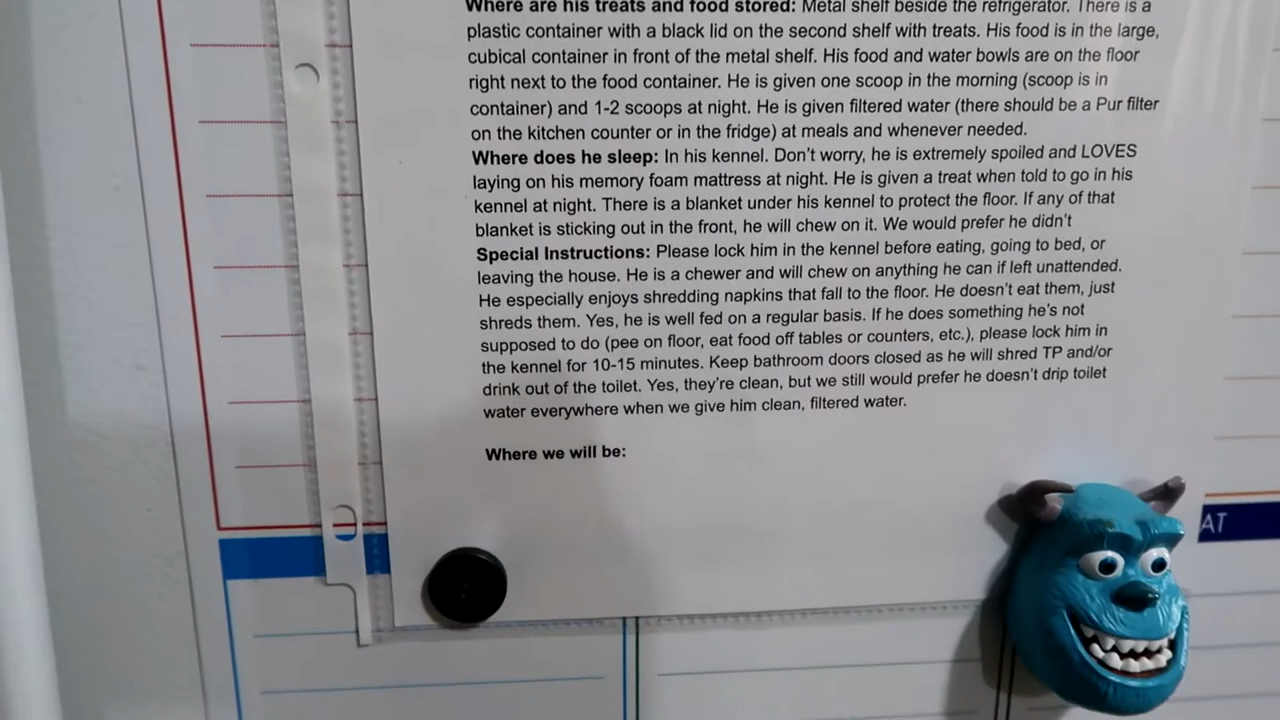 Where are his treats and food stored: Metal shelf beside the refrigerator. There is a
plastic container with a black lid on the second shelf with treats. His food is in the large,
cubical container in front of the metal shelf. His food and water bowls are on the floor
right next to the food container. He is given one scoop in the morning (scoop is in
container) and 1-2 scoops at night. He is given filtered water (there should be a Pur filter
on the kitchen counter or in the fridge) at meals and whenever needed.
Where does he sleep: In his kennel. Don't worry, he is extremely spoiled and LOVES
laying on his memory foam mattress at night. He is given a treat when told to go in his
kennel at night. There is a blanket under his kennel to protect the floor. If any of that
blanket is sticking out in the front, he will chew on it. We would prefer he didn't
Special Instructions: Please lock him in the kennel before eating, going to bed, or
leaving the house. He is a chewer and will chew on anything he can if left unattended.
He especially enjoys shredding napkins that fall to the floor. He doesn't eat them, just
shreds them. Yes, he is well fed on a regular basis. If he does something he's not
supposed to do (pee on floor, eat food off tables or counters, etc.), please lock him in
the kennel for 10-15 minutes. Keep bathroom doors closed as he will shred TP and/or
drink out of the toilet. Yes, they're clean, but we still would prefer he doesn't drip toilet
water everywhere when we give him clean, filtered water.
Where we will be:
AT